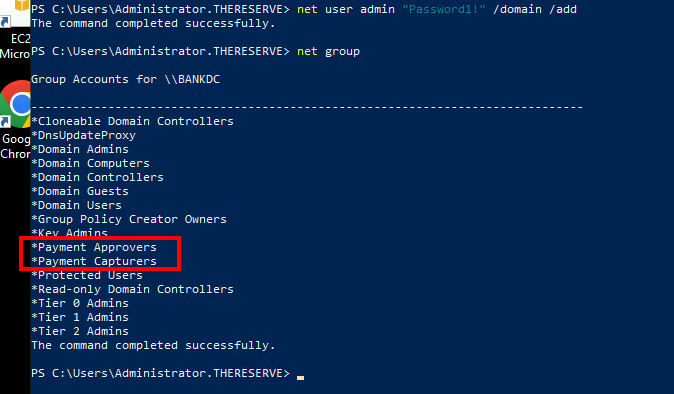 PS C:\Users\Administrator.THERESERVE> net user admin "Password1!" /domain /add
The command completed successfully.
EC2
Micro
PS C:\Users\Administrator.THERESERVE> net group
Group Accounts for \\BANKDC
-------------------------------------------------------------------------------
*Cloneable Domain Controllers
*DnsUpdateProxy
Goog
*Domain Admins
Chron
*Domain Computers
*Domain Controllers
*Domain Guests
*Domain Users
*Group Policy Creator Owners
*Key Admins
*Payment Approvers
*Payment Capturers
*Protected Users
*Read-only Domain Controllers
*Tier 0 Admins
*Tier 1 Admins
*Tier 2 Admins
The command completed successfully.
PS C:\Users\Administrator.THERESERVE>